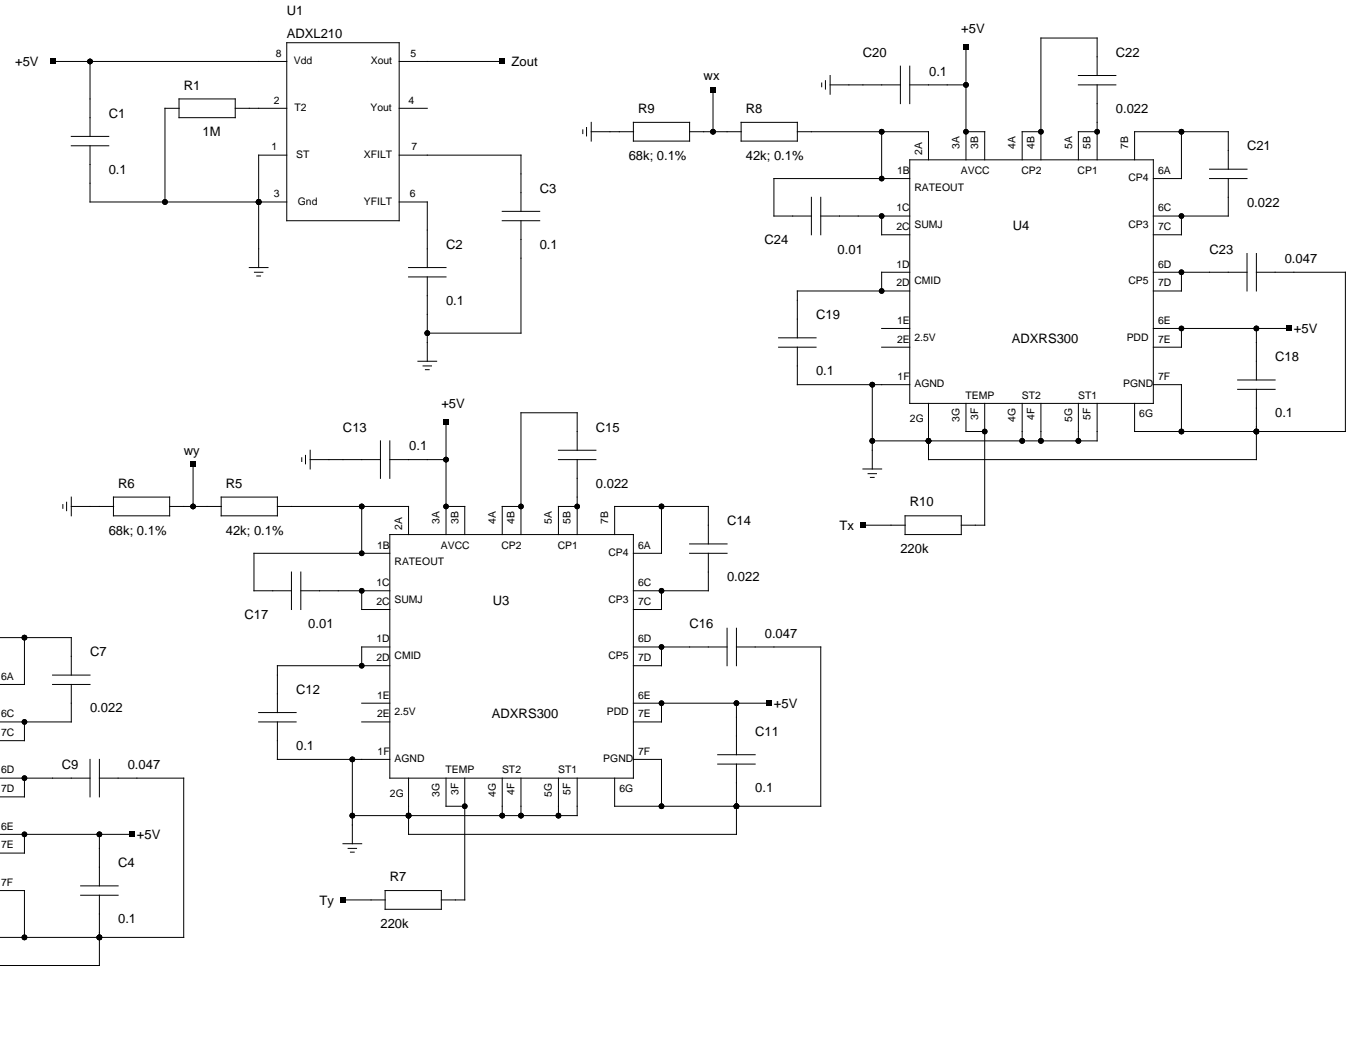 U1
ADXL210
+5V
8
Vdd
Xout
5
Zout
R1
2
T2
Yout
4
1M
C1
0.1
1
ST
XFILT
7
3
Gnd
YFILT
6
C3
0.1
C2
0.1
+5V
C20
0.1
C22
0.022
wx
R9
68k; 0.1%
R8
42k; 0.1%
2A
3A
3B
4A
4B
5A
5B
7B
AVCC
CP2
CP1
1B
RATEOUT
CP4
6A
C21
0.022
1C
2C
SUMJ
U4
CP3
6C
7C
C24
0.01
C23
0.047
1D
2D
CMID
CP5
6D
7D
C19
0.1
1E
2E
2.5V
ADXRS300
PDD
6E
7E
+5V
C18
0.1
1F
AGND
PGND
7F
TEMP
ST2
ST1
2G
3G
3F
4G
4F
5G
5F
6G
Tx
R10
220k
+5V
C13
0.1
C15
0.022
wy
R6
68k; 0.1%
R5
42k; 0.1%
2A
3A
3B
4A
4B
5A
5B
7B
AVCC
CP2
CP1
1B
RATEOUT
CP4
6A
C14
0.022
1C
2C
SUMJ
U3
CP3
6C
7C
C17
0.01
C16
0.047
1D
2D
CMID
CP5
6D
7D
C12
0.1
1E
2E
2.5V
ADXRS300
PDD
6E
7E
+5V
C11
0.1
1F
AGND
PGND
7F
TEMP
ST2
ST1
2G
3G
3F
4G
4F
5G
5F
6G
Ty
R7
220k
6A
C7
0.022
6C
7C
C9
0.047
6D
7D
6E
7E
+5V
C4
0.1
7F